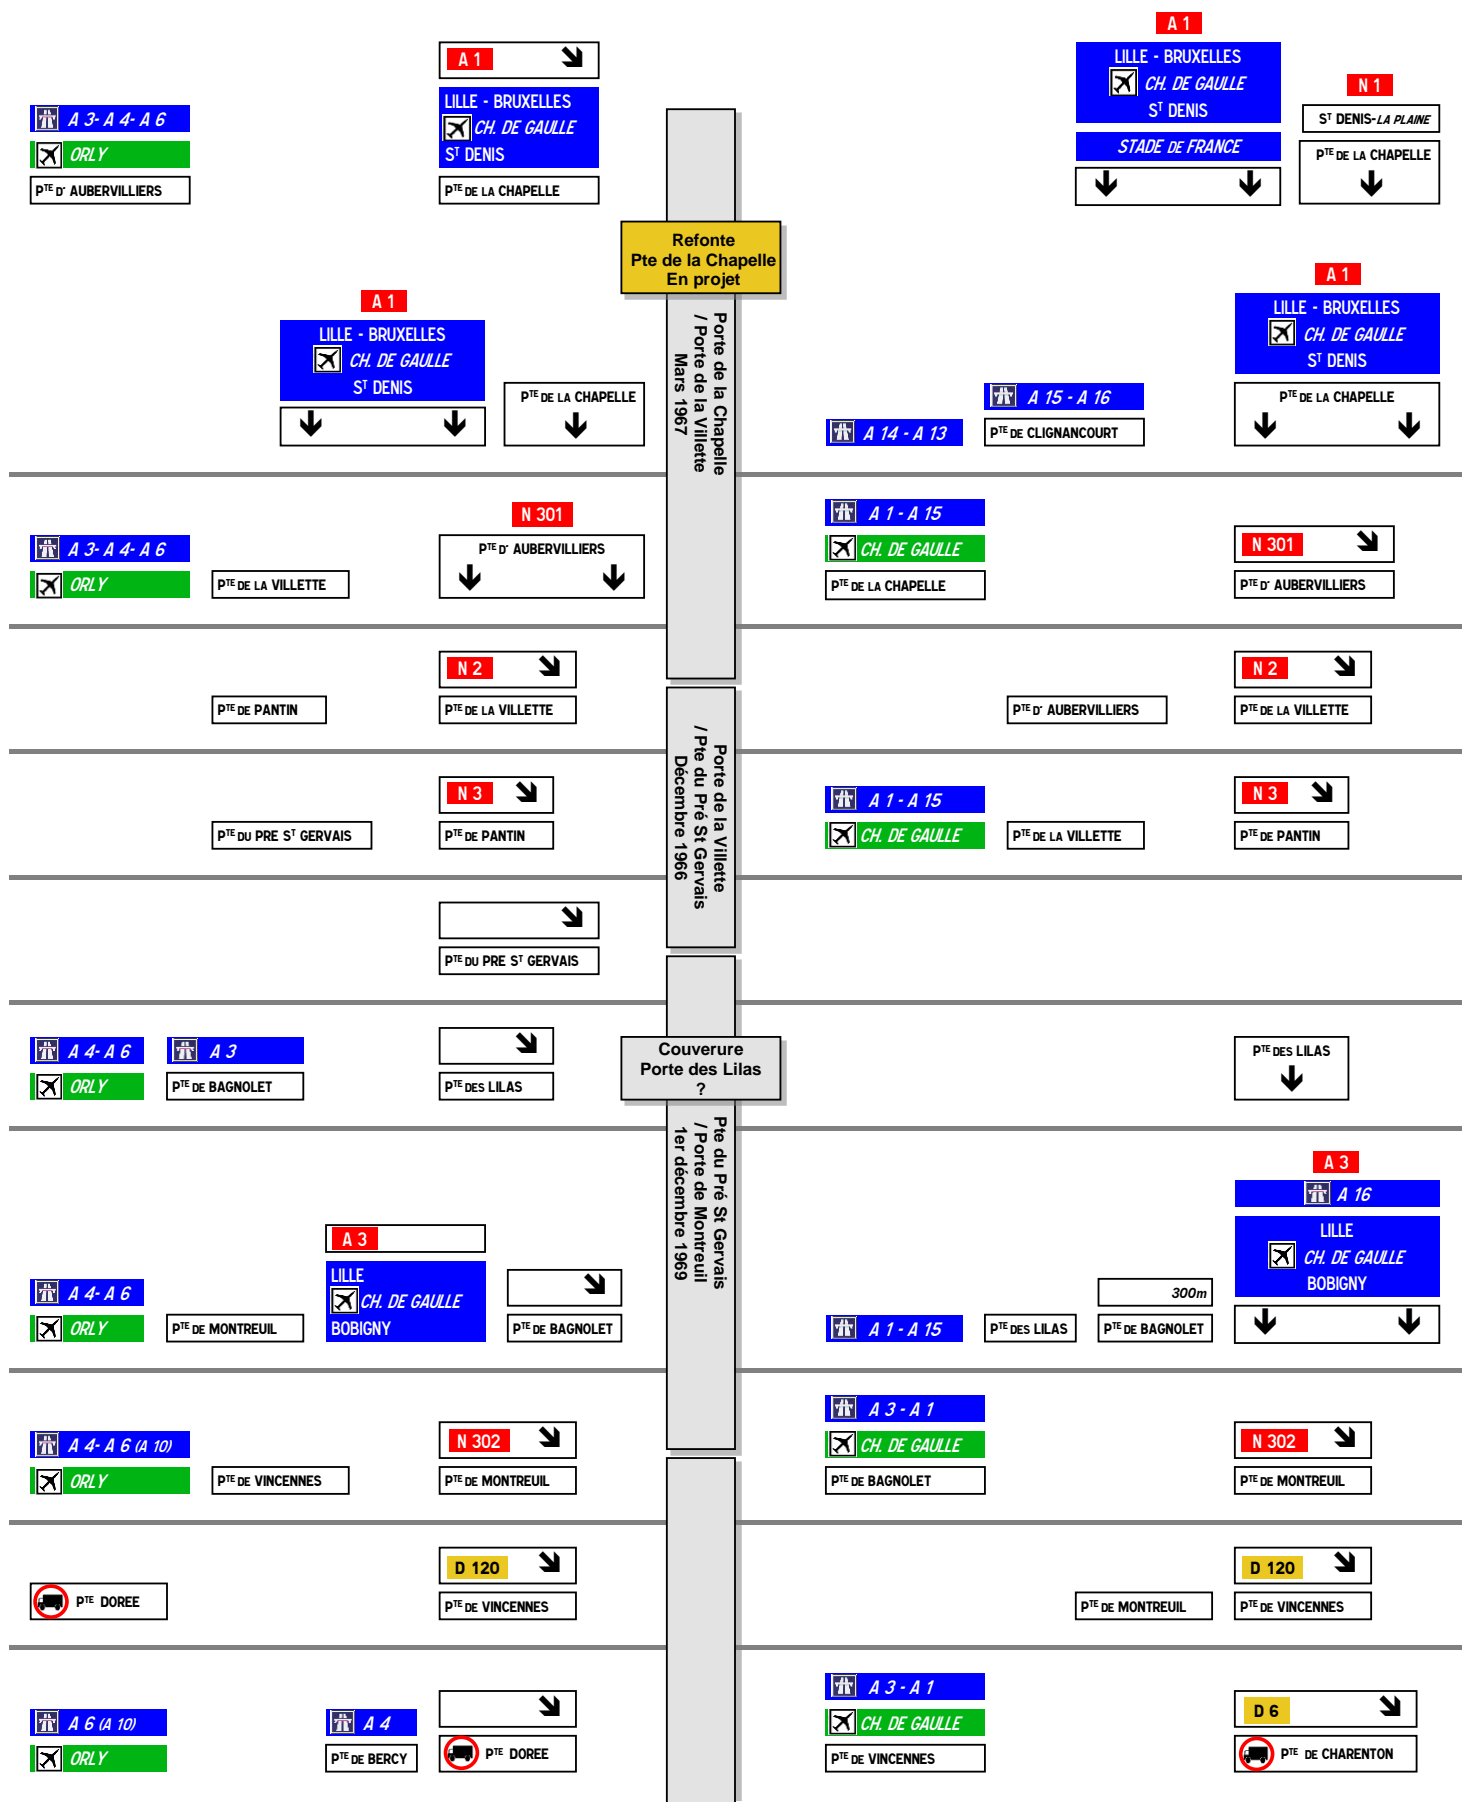 A 1
LILLE - BRUXELLES
CH. DE GAULLE
Sᵀ DENIS
Pᵀᴱ DE LA CHAPELLE
A 3- A 4- A 6
ORLY
Pᵀᴱ D' AUBERVILLIERS
A 1
LILLE - BRUXELLES
CH. DE GAULLE
Sᵀ DENIS
STADE DE FRANCE
N 1
Sᵀ DENIS-LA PLAINE
Pᵀᴱ DE LA CHAPELLE
Refonte
Pte de la Chapelle
En projet
A 1
LILLE - BRUXELLES
CH. DE GAULLE
Sᵀ DENIS
Pᵀᴱ DE LA CHAPELLE
Porte de la Chapelle
/ Porte de la Villette
Mars 1967
A 14 - A 13
A 15 - A 16
Pᵀᴱ DE CLIGNANCOURT
A 1
LILLE - BRUXELLES
CH. DE GAULLE
Sᵀ DENIS
Pᵀᴱ DE LA CHAPELLE
A 3- A 4- A 6
ORLY
Pᵀᴱ DE LA VILLETTE
N 301
Pᵀᴱ D' AUBERVILLIERS
A 1 - A 15
CH. DE GAULLE
Pᵀᴱ DE LA CHAPELLE
N 301
Pᵀᴱ D' AUBERVILLIERS
Pᵀᴱ DE PANTIN
N 2
Pᵀᴱ DE LA VILLETTE
Pᵀᴱ D' AUBERVILLIERS
N 2
Pᵀᴱ DE LA VILLETTE
Porte de la Villette
/ Pte du Pré St Gervais
Décembre 1966
Pᵀᴱ DU PRE Sᵀ GERVAIS
N 3
Pᵀᴱ DE PANTIN
A 1 - A 15
CH. DE GAULLE
Pᵀᴱ DE LA VILLETTE
N 3
Pᵀᴱ DE PANTIN
Pᵀᴱ DU PRE Sᵀ GERVAIS
A 4- A 6
ORLY
A 3
Pᵀᴱ DE BAGNOLET
Pᵀᴱ DES LILAS
Couverure
Porte des Lilas
?
Pᵀᴱ DES LILAS
Pte du Pré St Gervais
/ Porte de Montreuil
1er décembre 1969
A 4- A 6
ORLY
Pᵀᴱ DE MONTREUIL
A 3
LILLE
CH. DE GAULLE
BOBIGNY
Pᵀᴱ DE BAGNOLET
A 1 - A 15
Pᵀᴱ DES LILAS
300m
Pᵀᴱ DE BAGNOLET
A 3
A 16
LILLE
CH. DE GAULLE
BOBIGNY
A 4- A 6 (A 10)
ORLY
Pᵀᴱ DE VINCENNES
N 302
Pᵀᴱ DE MONTREUIL
A 3 - A 1
CH. DE GAULLE
Pᵀᴱ DE BAGNOLET
N 302
Pᵀᴱ DE MONTREUIL
Pᵀᴱ DOREE
D 120
Pᵀᴱ DE VINCENNES
Pᵀᴱ DE MONTREUIL
D 120
Pᵀᴱ DE VINCENNES
A 6 (A 10)
ORLY
A 4
Pᵀᴱ DE BERCY
Pᵀᴱ DOREE
A 3 - A 1
CH. DE GAULLE
Pᵀᴱ DE VINCENNES
D 6
Pᵀᴱ DE CHARENTON